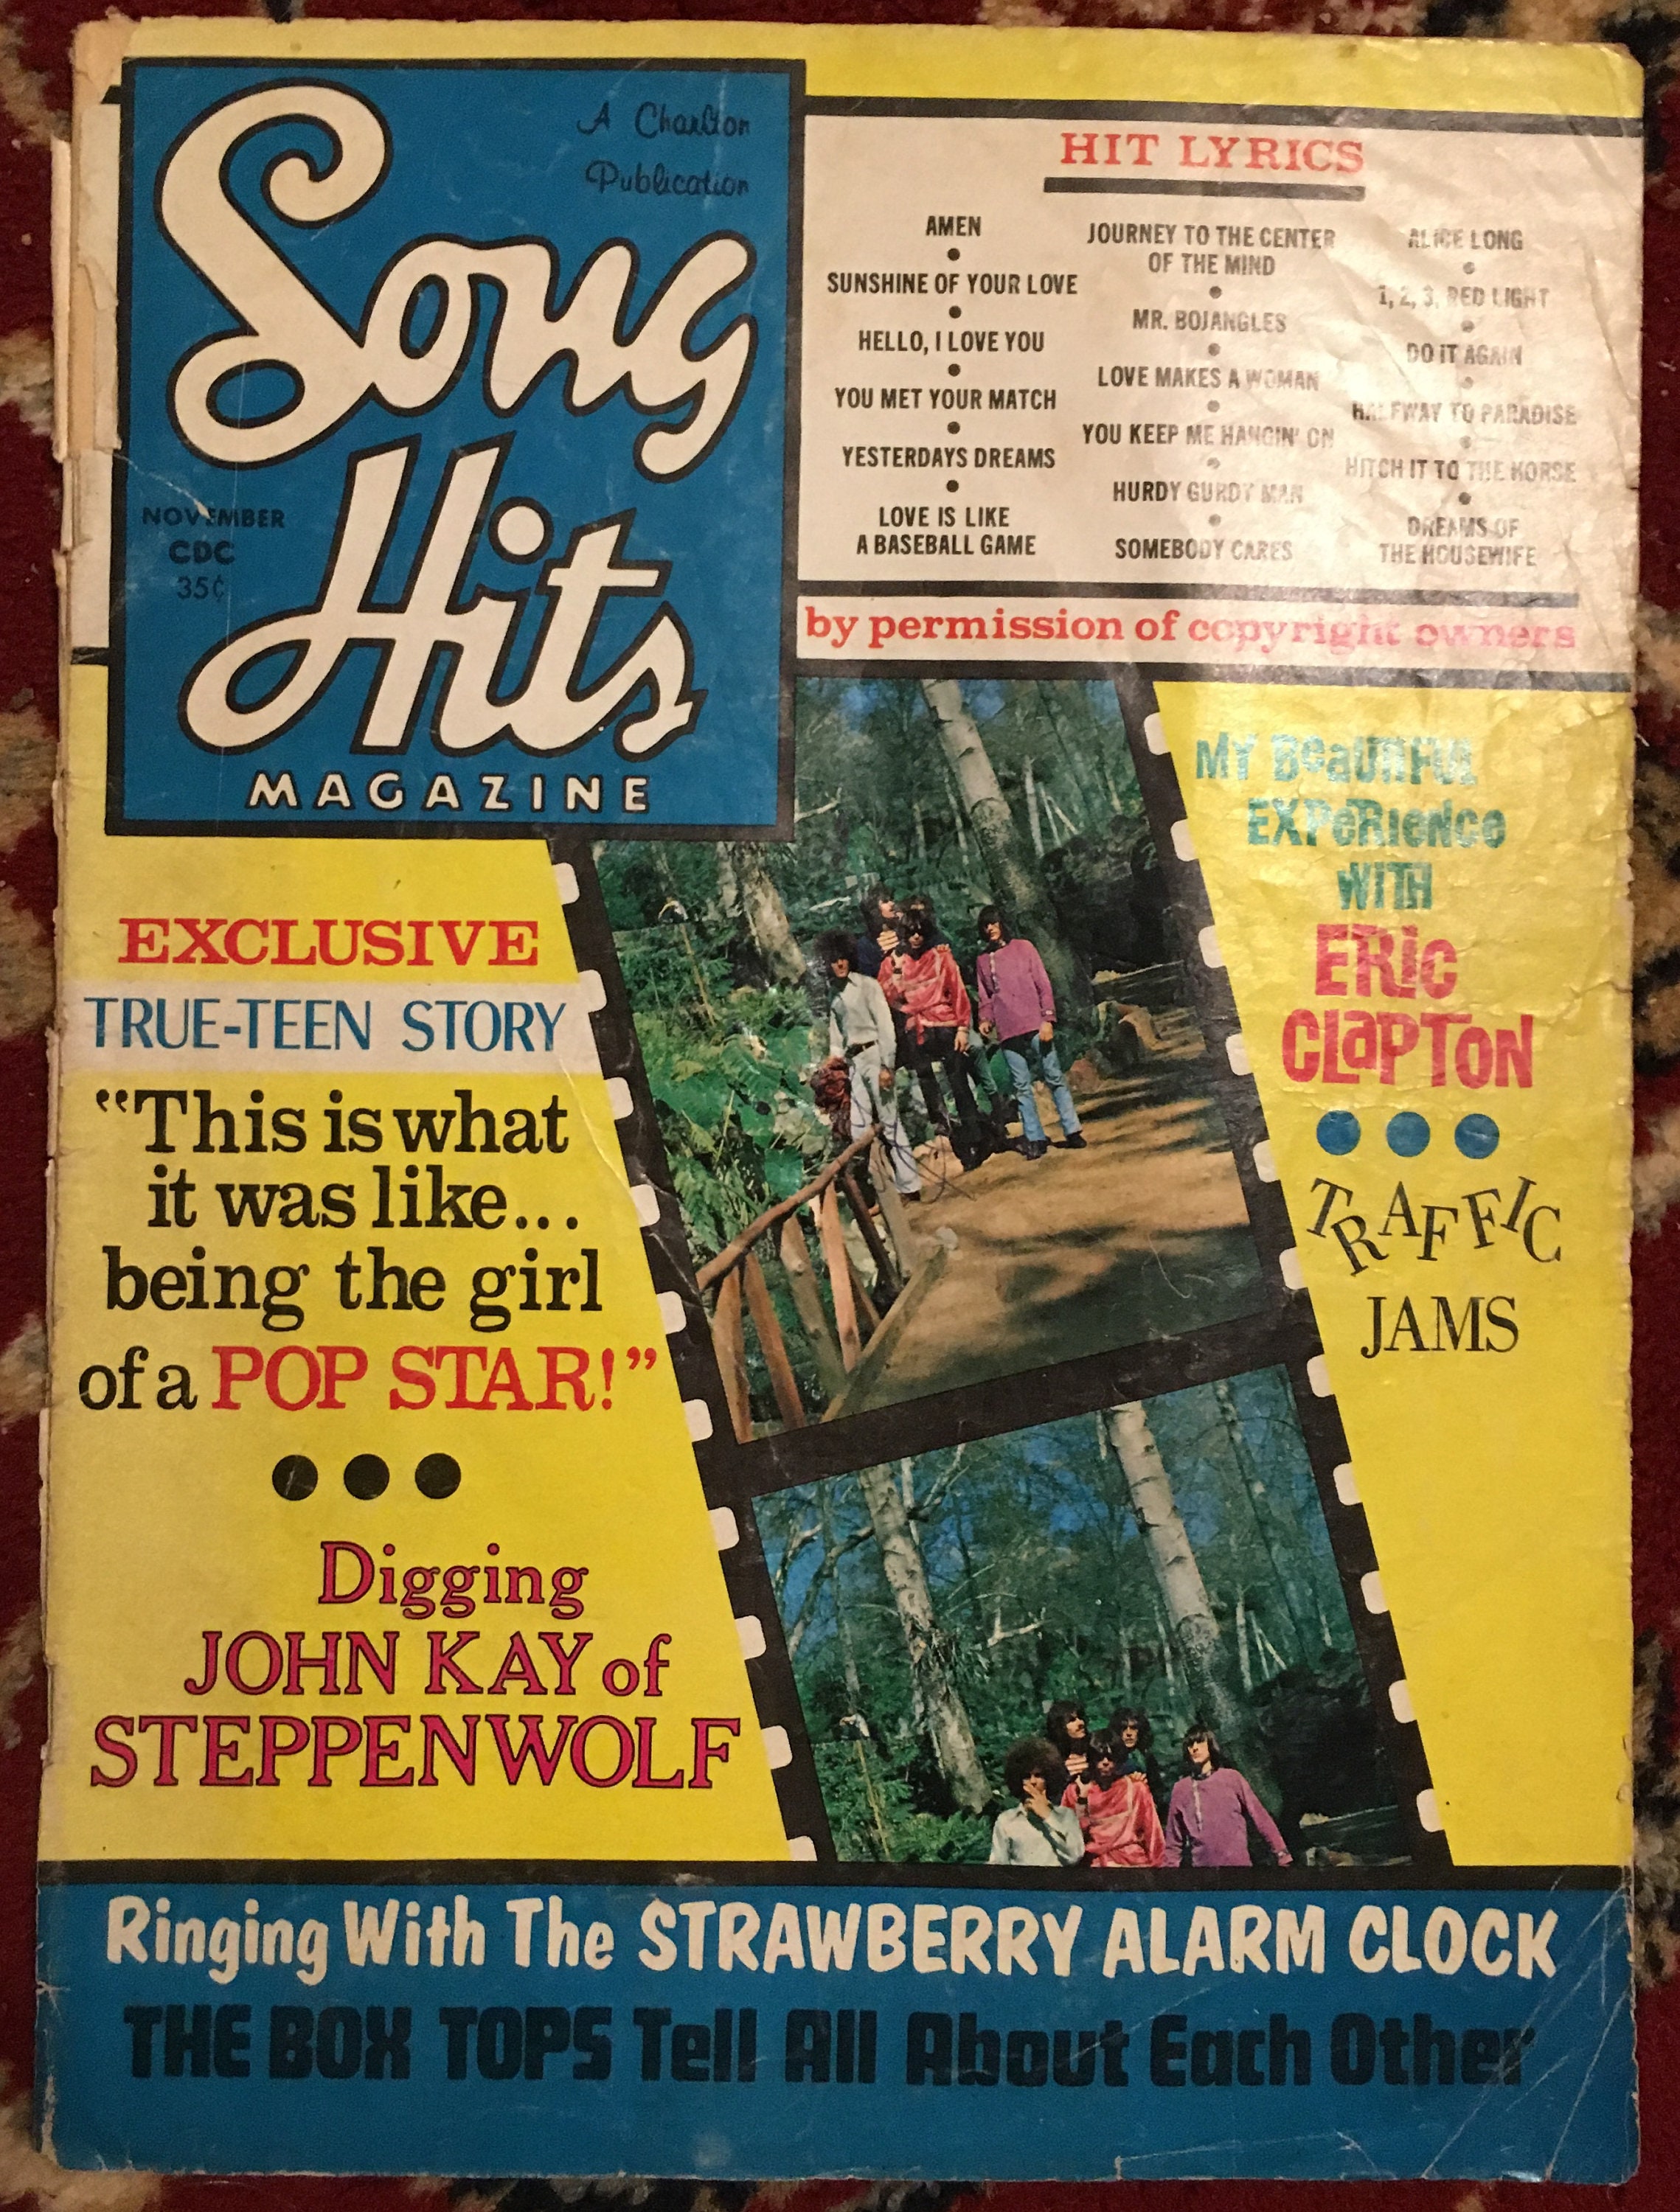 A Charlton
Publication
Song
Hits
MAGAZINE
NOVEMBER
CDC
35¢
HIT LYRICS
AMEN
•
SUNSHINE OF YOUR LOVE
•
HELLO, I LOVE YOU
•
YOU MET YOUR MATCH
•
YESTERDAYS DREAMS
•
LOVE IS LIKE
A BASEBALL GAME
JOURNEY TO THE CENTER
OF THE MIND
•
MR. BOJANGLES
•
LOVE MAKES A WOMAN
•
YOU KEEP ME HANGIN' ON
•
HURDY GURDY MAN
•
SOMEBODY CARES
ALICE LONG
•
1, 2, 3, RED LIGHT
•
DO IT AGAIN
•
HALFWAY TO PARADISE
•
HITCH IT TO THE HORSE
•
DREAMS OF
THE HOUSEWIFE
by permission of copyright owners
EXCLUSIVE
TRUE-TEEN STORY
"This is what
it was like...
being the girl
of a POP STAR!"
•••
Digging
JOHN KAY of
STEPPENWOLF
MY BeaUTIFUL
EXPeRIeNce
WITH
ERic
CLaPTON
•••
TRAFFIC
JAMS
Ringing With The STRAWBERRY ALARM CLOCK
THE BOX TOPS Tell All About Each Other